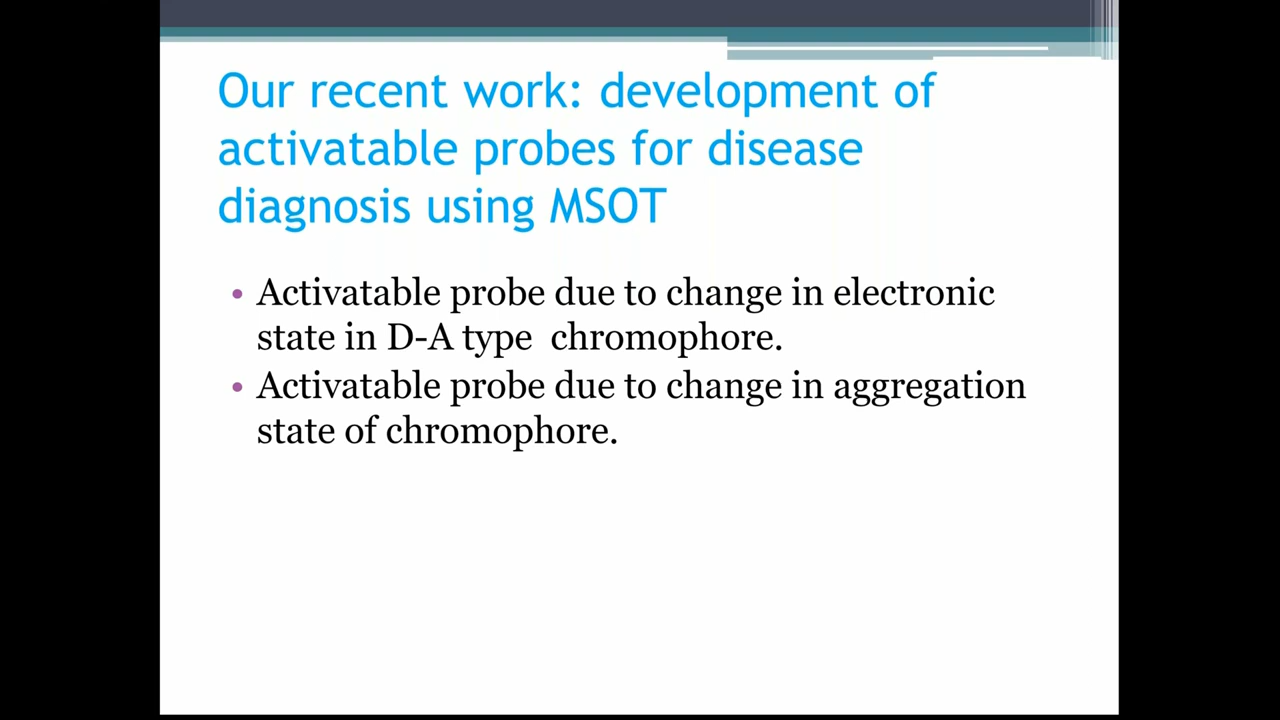 Our recent work: development of
activatable probes for disease
diagnosis using MSOT
• Activatable probe due to change in electronic
state in D-A type  chromophore.
• Activatable probe due to change in aggregation
state of chromophore.